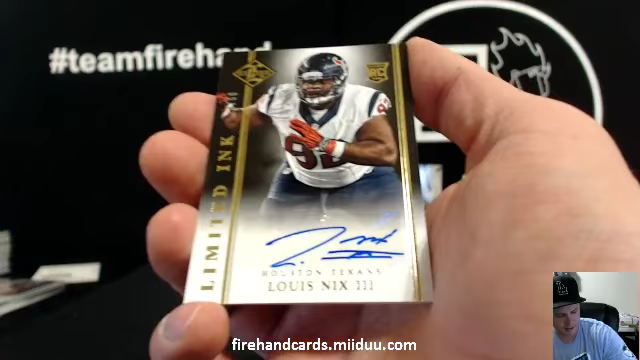 #teamfirehand
RC
LIMITED INK
92
HOUSTON TEXANS
LOUIS NIX III
firehandcards.miiduu.com